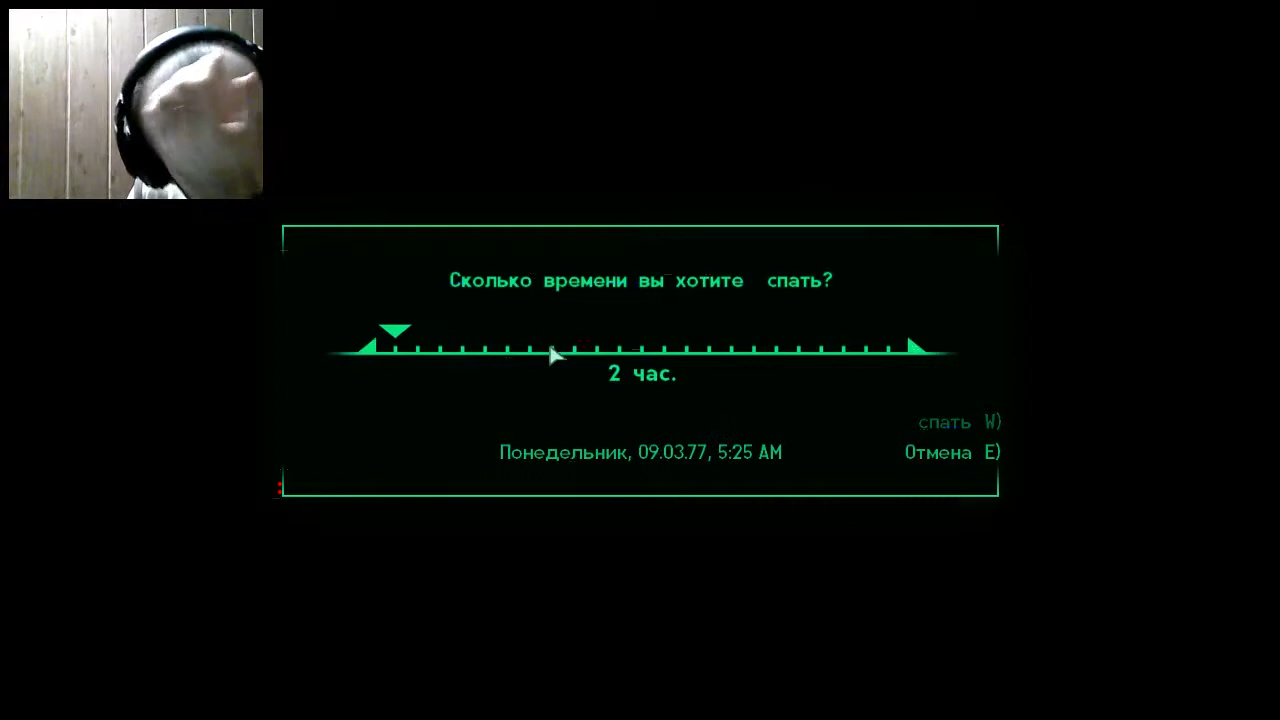 Сколько времени вы хотите спать?
2 час.
спать W)
Понедельник, 09.03.77, 5:25 AM
Отмена E)